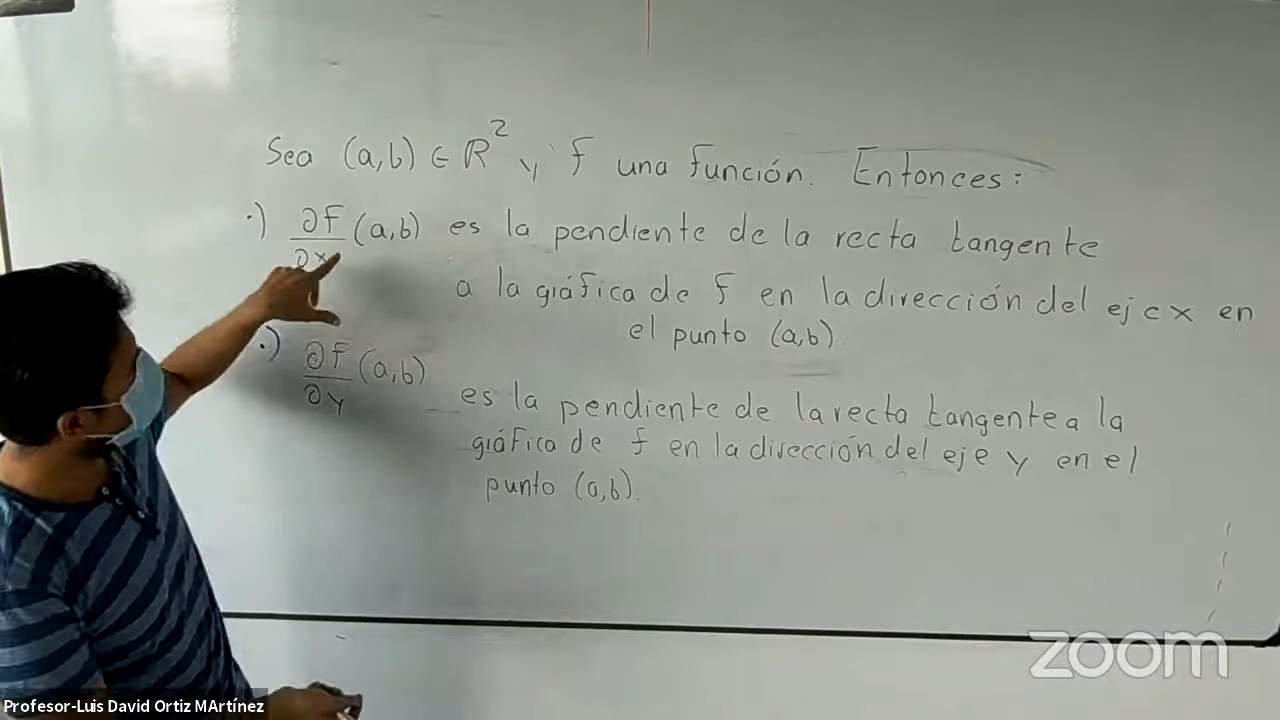 Sea (a,b) ∈ ℝ² y f una función. Entonces:
·) ∂f/∂x (a,b) es la pendiente de la recta tangente
a la gráfica de f en la dirección del eje x en
el punto (a,b).
·) ∂f/∂y (a,b)
es la pendiente de la recta tangente a la
gráfica de f en la dirección del eje y en el
punto (a,b).
zoom
Profesor-Luis David Ortiz MArtínez